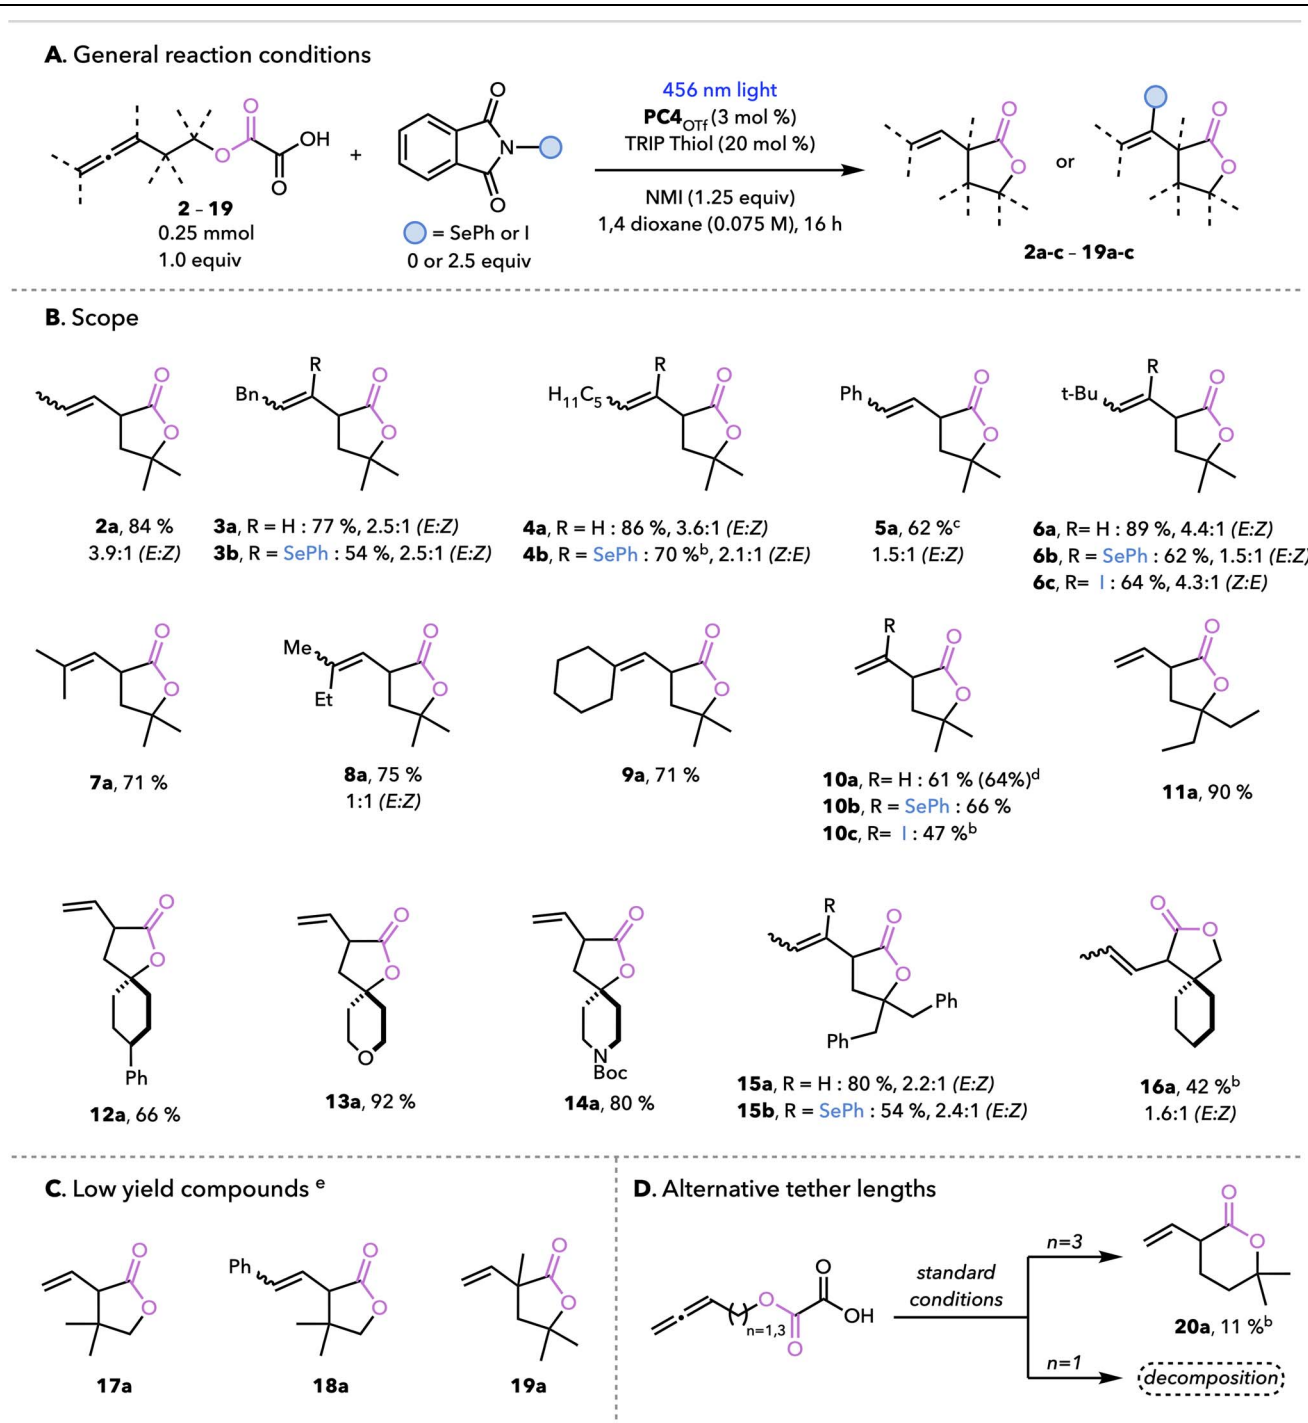 A. General reaction conditions
O
O
OH
O
2 - 19
0.25 mmol
1.0 equiv
+
O
N
O
= SePh or I
0 or 2.5 equiv
456 nm light
PC4OTf (3 mol %)
TRIP Thiol (20 mol %)
NMI (1.25 equiv)
1,4 dioxane (0.075 M), 16 h
O
O
or
O
O
2a-c - 19a-c
B. Scope
O
O
2a, 84 %
3.9:1 (E:Z)
Bn
R
O
O
3a, R = H : 77 %, 2.5:1 (E:Z)
3b, R = SePh : 54 %, 2.5:1 (E:Z)
H11C5
R
O
O
4a, R = H : 86 %, 3.6:1 (E:Z)
4b, R = SePh : 70 %b, 2.1:1 (Z:E)
Ph
O
O
5a, 62 %c
1.5:1 (E:Z)
t-Bu
R
O
O
6a, R= H : 89 %, 4.4:1 (E:Z)
6b, R = SePh : 62 %, 1.5:1 (E:Z)
6c, R= I : 64 %, 4.3:1 (Z:E)
O
O
7a, 71 %
Me
Et
O
O
8a, 75 %
1:1 (E:Z)
O
O
9a, 71 %
R
O
O
10a, R= H : 61 % (64%)d
10b, R = SePh : 66 %
10c, R= I : 47 %b
O
O
11a, 90 %
O
O
Ph
12a, 66 %
O
O
O
13a, 92 %
O
O
N
Boc
14a, 80 %
R
O
O
Ph
Ph
15a, R = H : 80 %, 2.2:1 (E:Z)
15b, R = SePh : 54 %, 2.4:1 (E:Z)
O
O
16a, 42 %b
1.6:1 (E:Z)
C. Low yield compounds e
O
O
17a
Ph
O
O
18a
O
O
19a
D. Alternative tether lengths
O
O
OH
n=1,3
O
standard
conditions
n=3
n=1
O
O
20a, 11 %b
decomposition